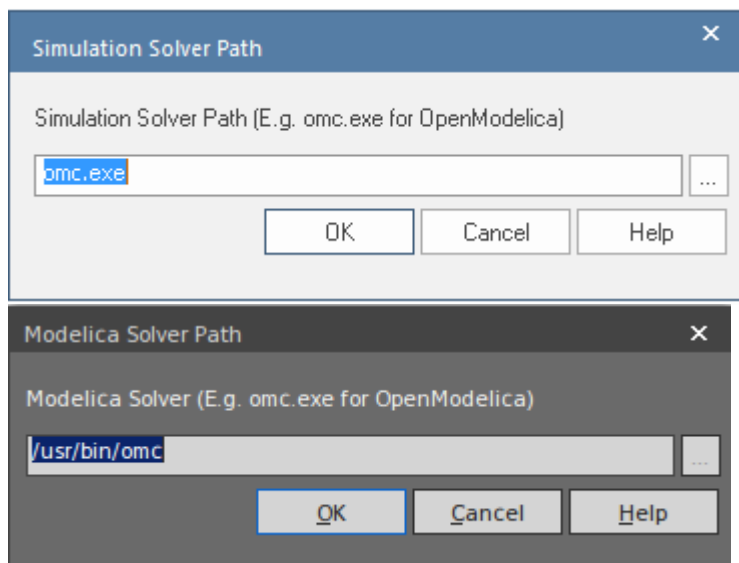 Simulation Solver Path
Simulation Solver Path (E.g. omc.exe for OpenModelica)
omc.exe
...
OK Cancel Help
Modelica Solver Path
Modelica Solver (E.g. omc.exe for OpenModelica)
/usr/bin/omc
...
OK Cancel Help